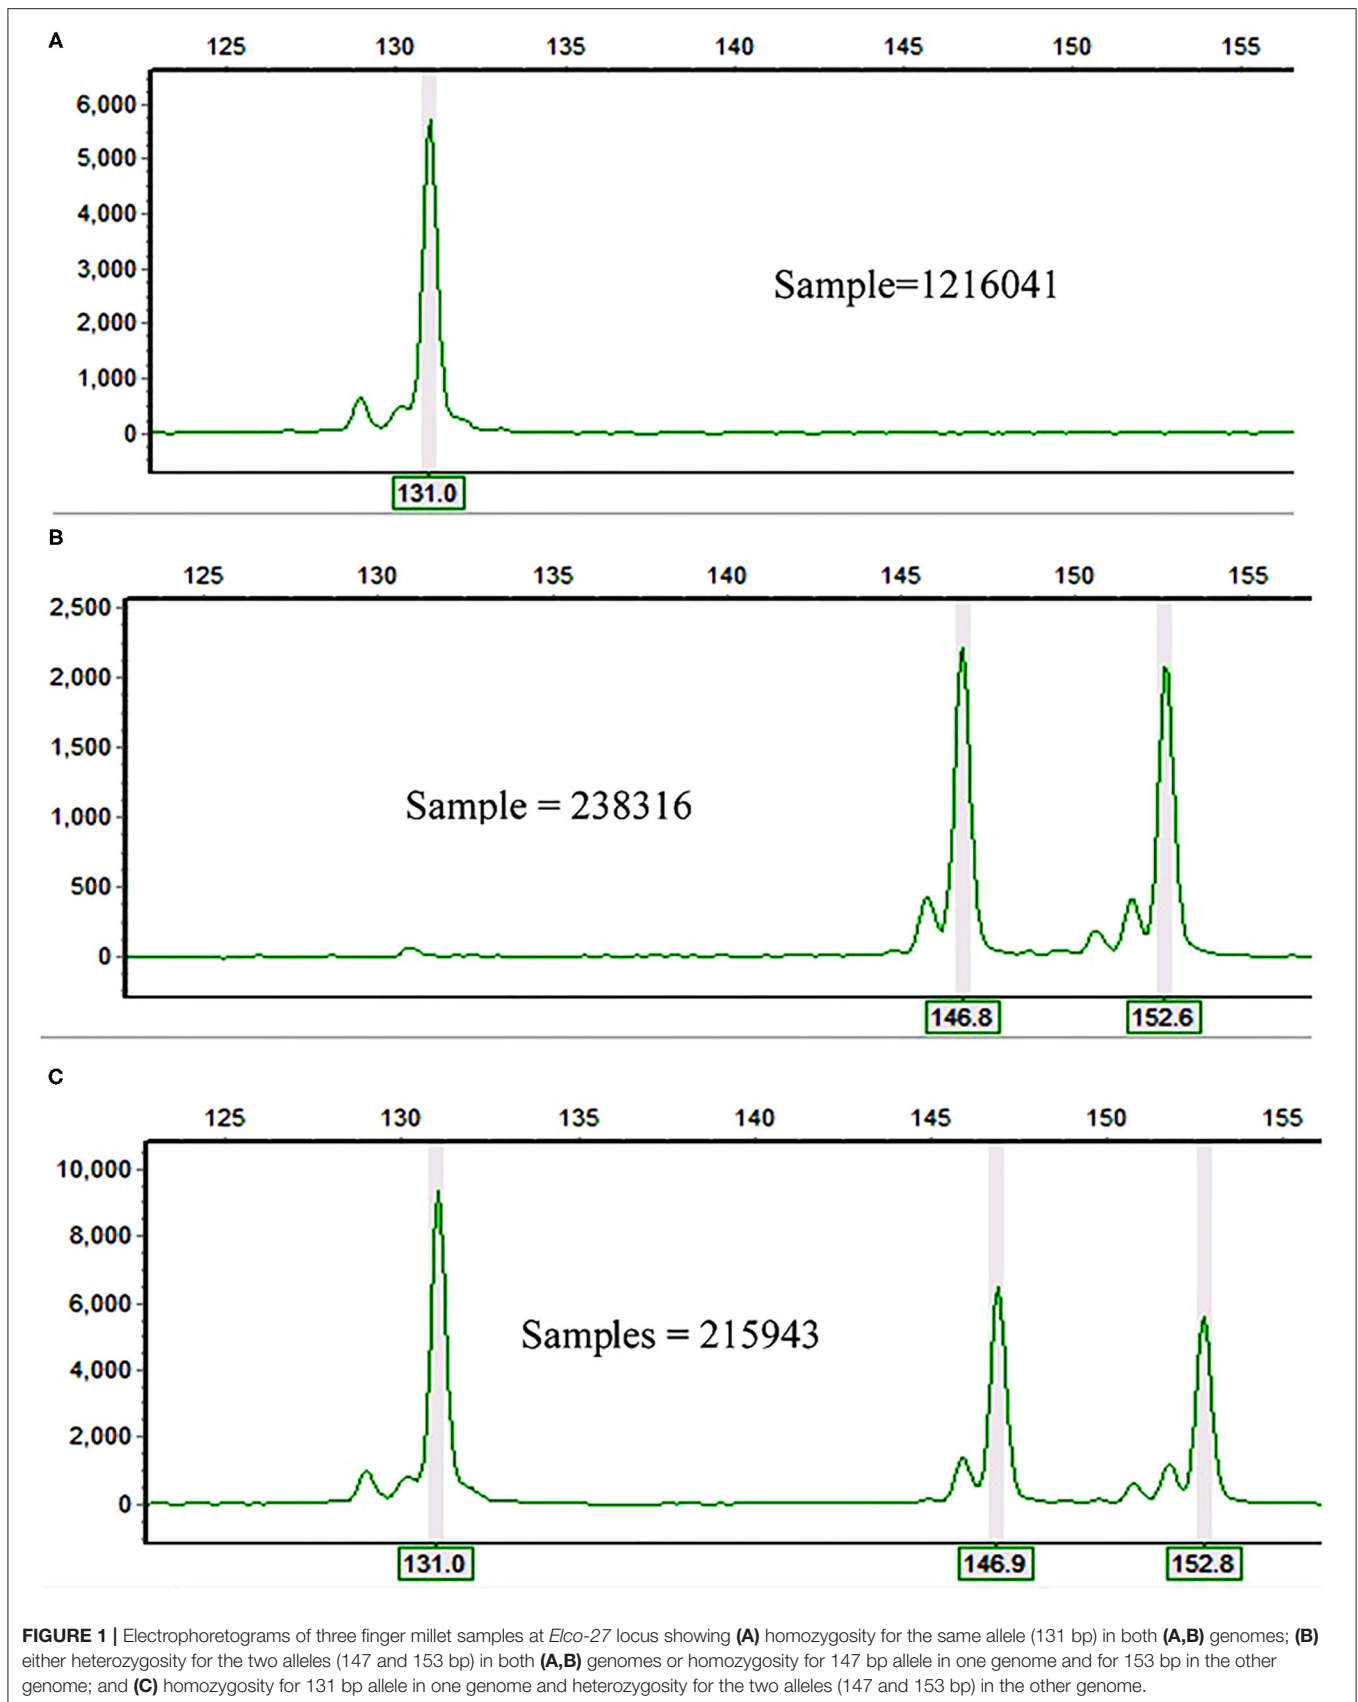 A
125 130 135 140 145 150 155
6,000
5,000
4,000
3,000
Sample=1216041
2,000
1,000
0
131.0
B
125 130 135 140 145 150 155
2,500
2,000
1,500
1,000
Sample = 238316
500
0
146.8 152.6
C
125 130 135 140 145 150 155
10,000
8,000
6,000
Samples = 215943
4,000
2,000
0
131.0 146.9 152.8
FIGURE 1 | Electrophoretograms of three finger millet samples at Elco-27 locus showing (A) homozygosity for the same allele (131 bp) in both (A,B) genomes; (B)
either heterozygosity for the two alleles (147 and 153 bp) in both (A,B) genomes or homozygosity for 147 bp allele in one genome and for 153 bp in the other
genome; and (C) homozygosity for 131 bp allele in one genome and heterozygosity for the two alleles (147 and 153 bp) in the other genome.